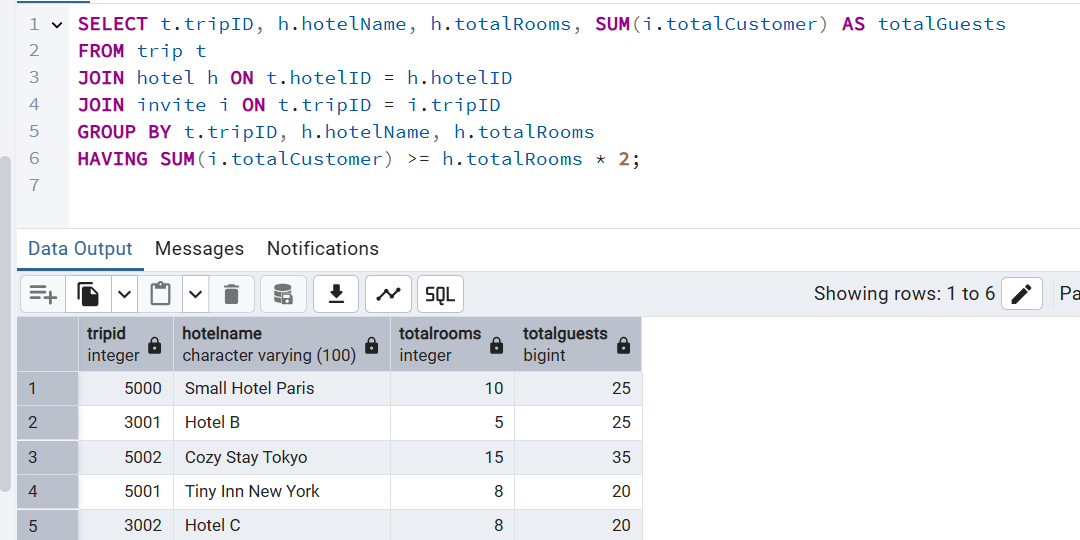 1 SELECT t.tripID, h.hotelName, h.totalRooms, SUM(i.totalCustomer) AS totalGuests
2 FROM trip t
3 JOIN hotel h ON t.hotelID = h.hotelID
4 JOIN invite i ON t.tripID = i.tripID
5 GROUP BY t.tripID, h.hotelName, h.totalRooms
6 HAVING SUM(i.totalCustomer) >= h.totalRooms * 2;
7
Data Output Messages Notifications
SQL Showing rows: 1 to 6 Pa
tripid hotelname totalrooms totalguests
integer character varying (100) integer bigint
1 5000 Small Hotel Paris 10 25
2 3001 Hotel B 5 25
3 5002 Cozy Stay Tokyo 15 35
4 5001 Tiny Inn New York 8 20
5 3002 Hotel C 8 20